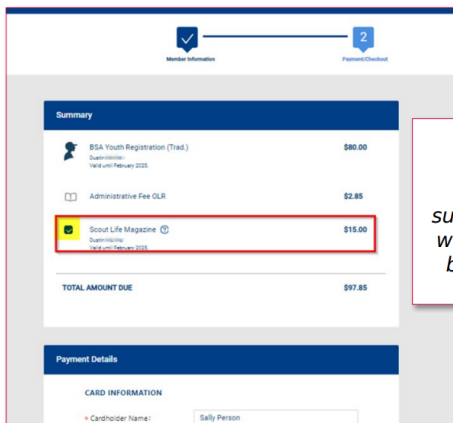 2
Member Information
Payment/Checkout
Summary
BSA Youth Registration (Trad.)
$80.00
Valid until February 2025.
Administrative Fee OLR
$2.85
Scout Life Magazine
$15.00
Valid until February 2025.
TOTAL AMOUNT DUE
$97.85
su
w
b
Payment Details
CARD INFORMATION
* Cardholder Name:
Sally Person